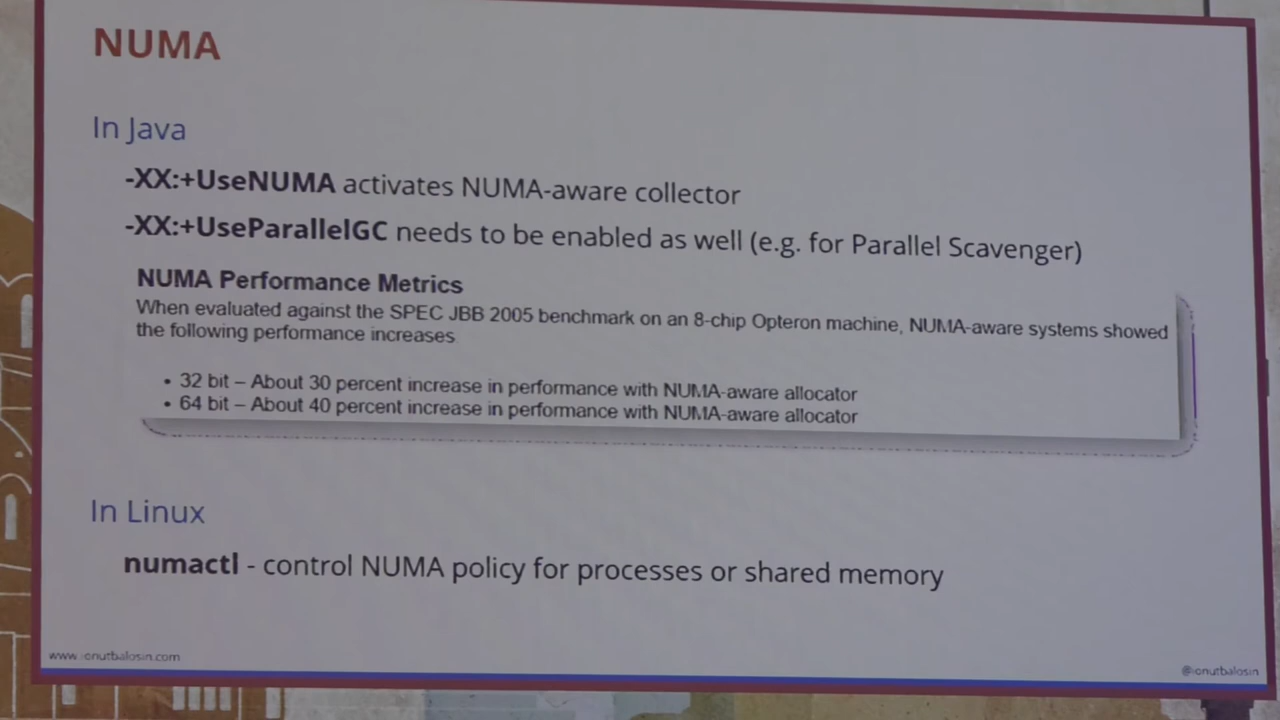 NUMA
In Java
-XX:+UseNUMA activates NUMA-aware collector
-XX:+UseParallelGC needs to be enabled as well (e.g. for Parallel Scavenger)
NUMA Performance Metrics
When evaluated against the SPEC JBB 2005 benchmark on an 8-chip Opteron machine, NUMA-aware systems showed
the following performance increases
• 32 bit – About 30 percent increase in performance with NUMA-aware allocator
• 64 bit – About 40 percent increase in performance with NUMA-aware allocator
In Linux
numactl - control NUMA policy for processes or shared memory
www.ionutbalosin.com
@ionutbalosin